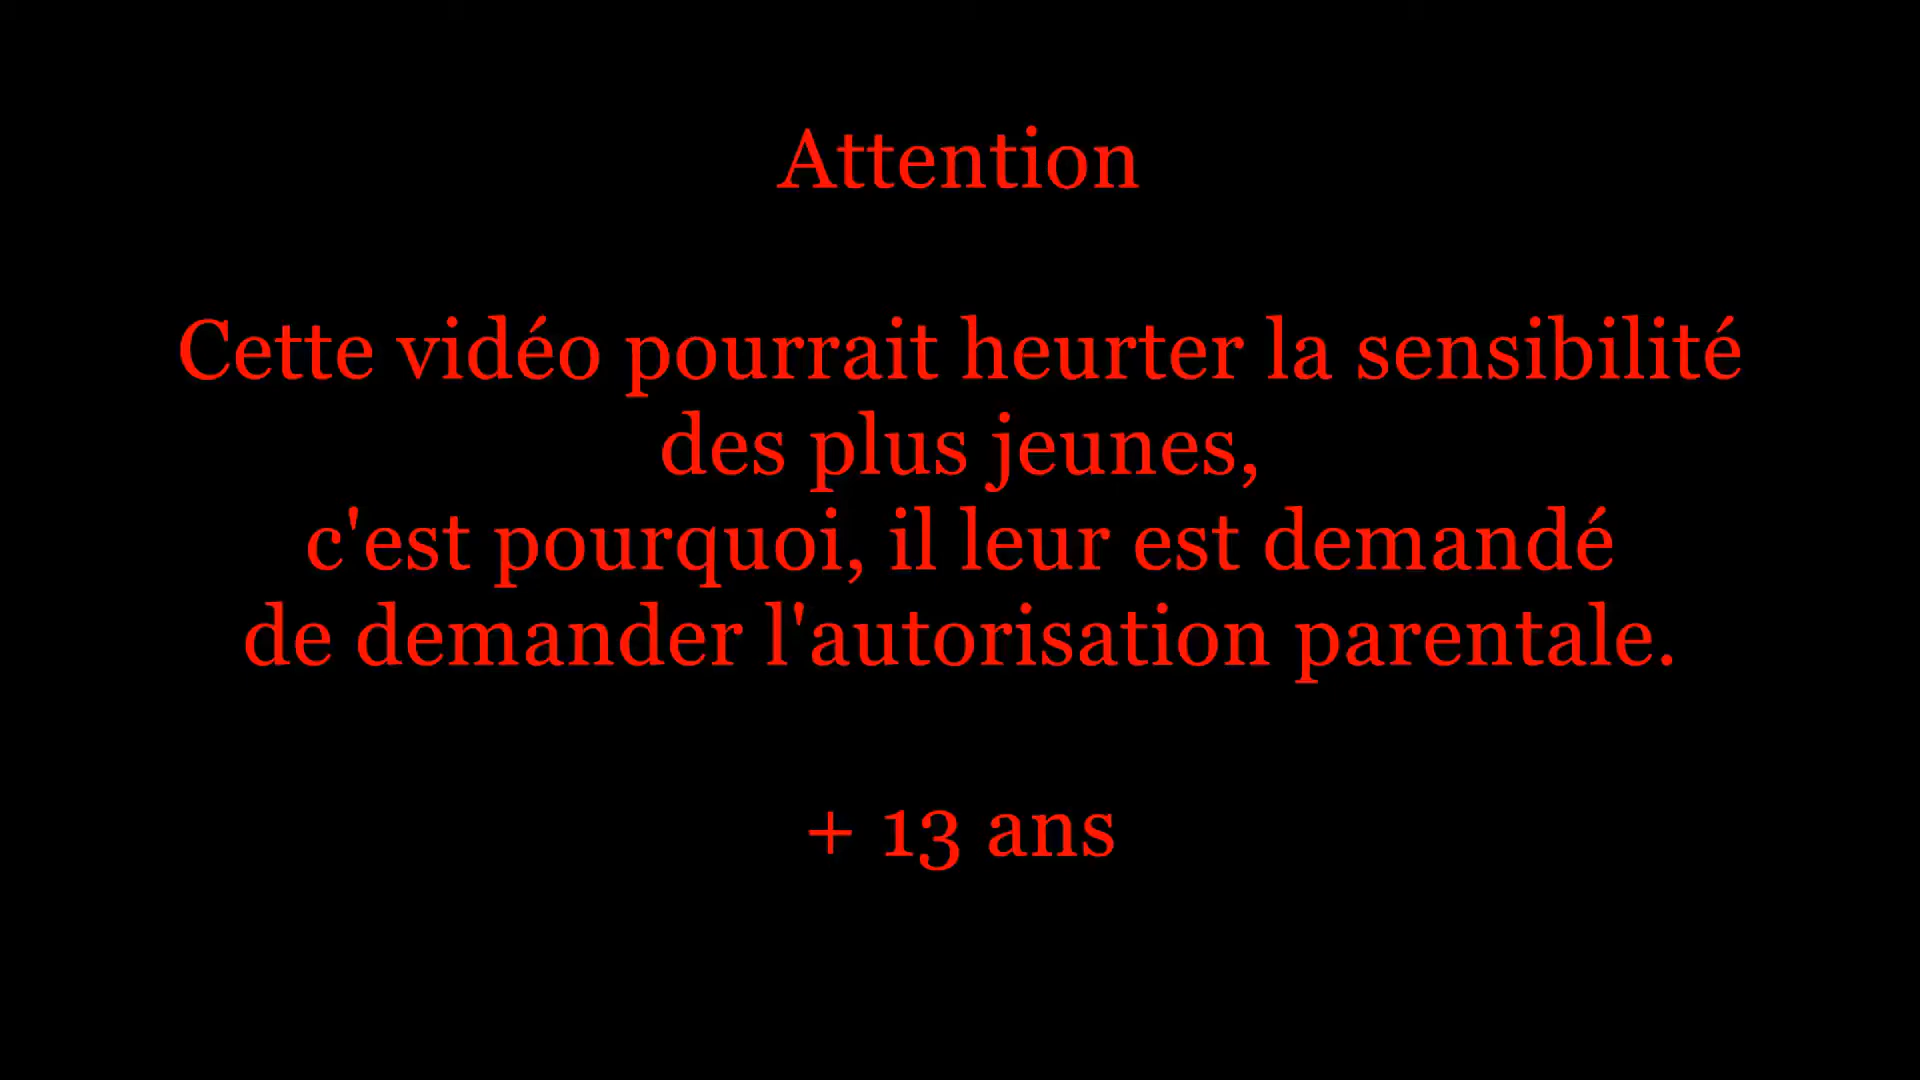 Attention
Cette vidéo pourrait heurter la sensibilité
des plus jeunes,
c'est pourquoi, il leur est demandé
de demander l'autorisation parentale.
+ 13 ans